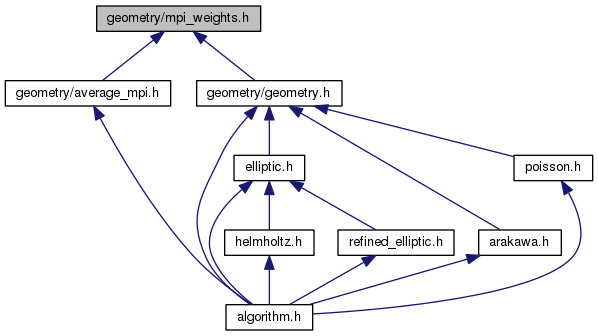 geometry/mpi_weights.h
geometry/average_mpi.h
geometry/geometry.h
elliptic.h
poisson.h
helmholtz.h
refined_elliptic.h
arakawa.h
algorithm.h